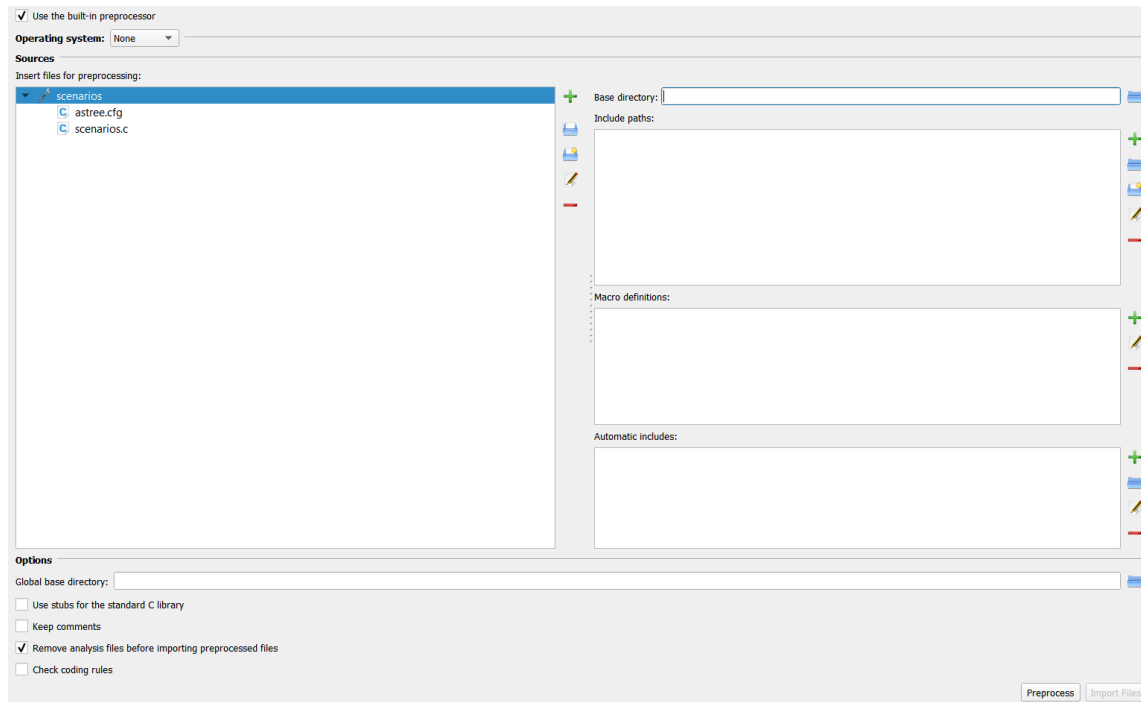 Use the built-in preprocessor
Operating system: None
Sources
Insert files for preprocessing:
scenarios
astree.cfg
scenarios.c
Base directory:
Include paths:
Macro definitions:
Automatic includes:
Options
Global base directory:
Use stubs for the standard C library
Keep comments
Remove analysis files before importing preprocessed files
Check coding rules
Preprocess Import Files